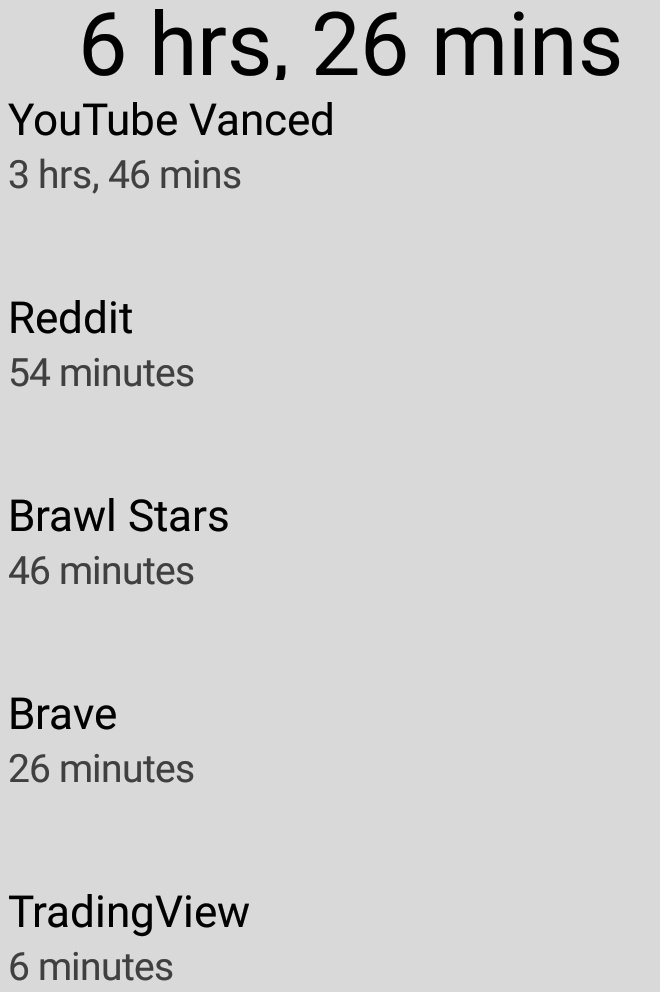 6 hrs, 26 mins
YouTube Vanced
3 hrs, 46 mins
Reddit
54 minutes
Brawl Stars
46 minutes
Brave
26 minutes
TradingView
6 minutes